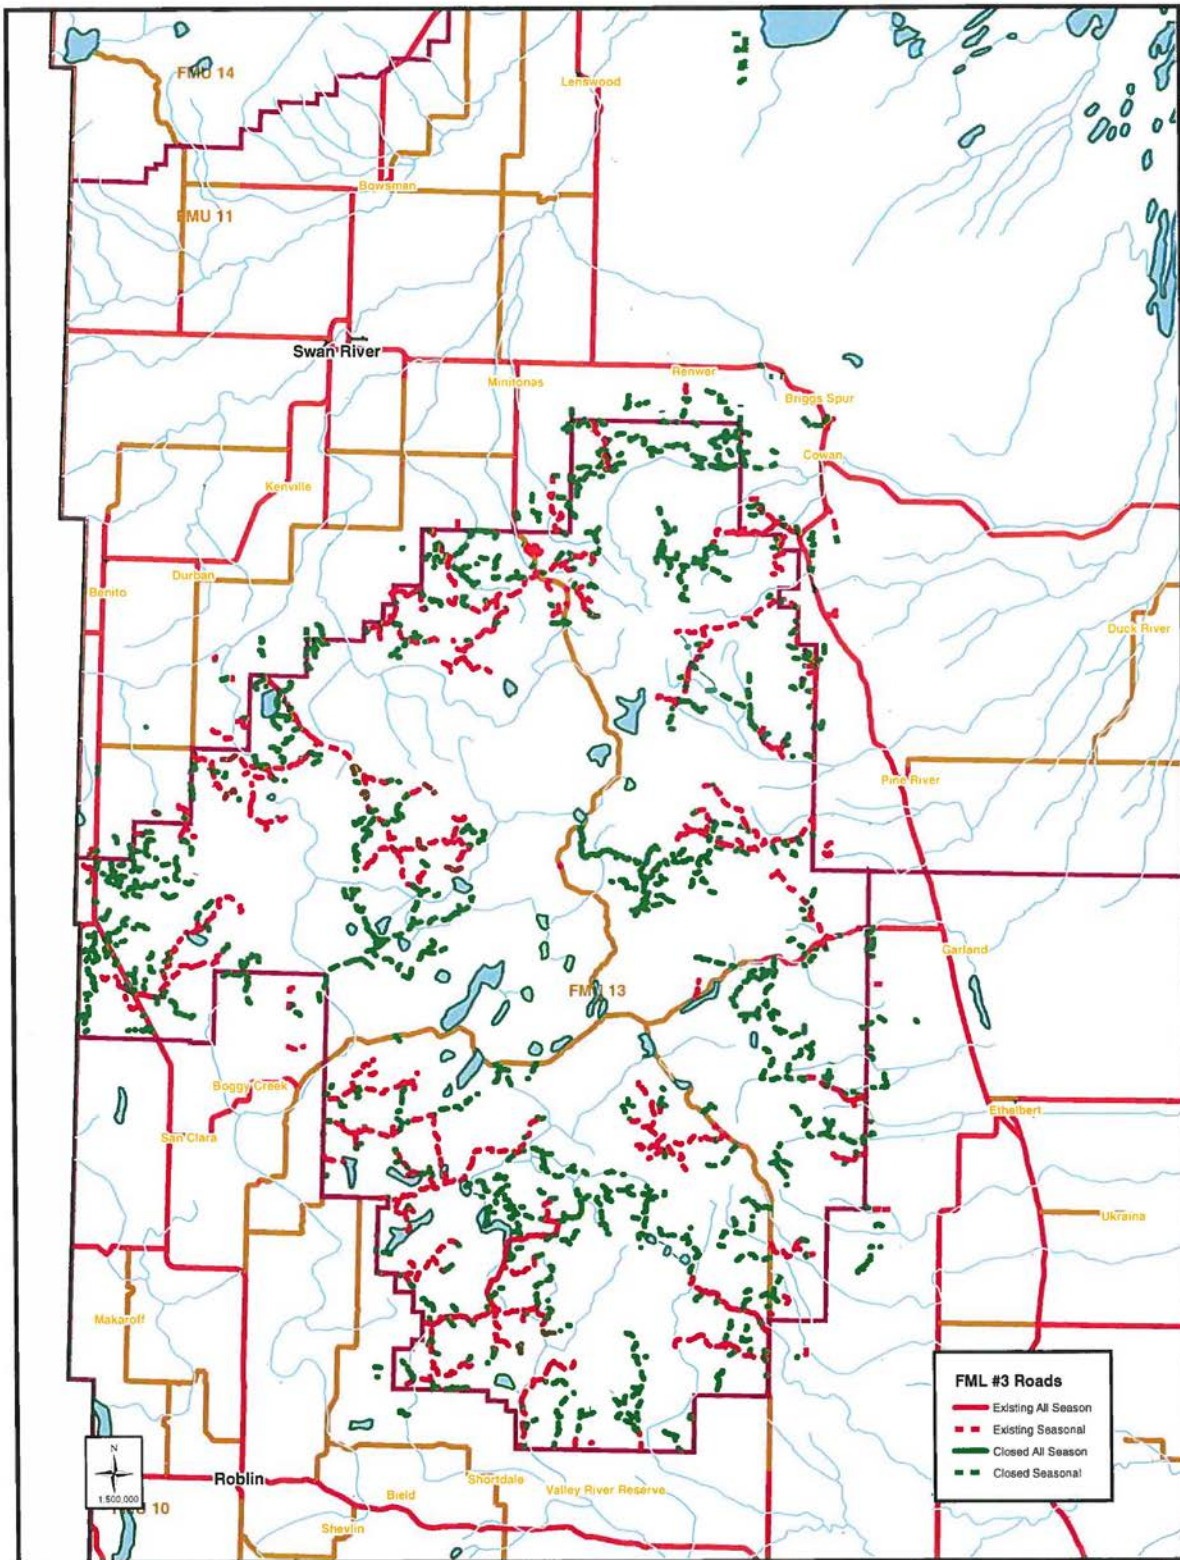 FMU 14
Lenswood
Bowsman
FMU 11
Swan River
Minitonas
Renwer
Briggs Spur
Cowan
Kenville
Durban
Benito
Duck River
Pine River
Garland
FMU 13
Boggy Creek
San Clara
Ethelbert
Ukraina
Makaroff
FML #3 Roads
Existing All Season
Existing Seasonal
Closed All Season
Closed Seasonal
N
1:500,000
Roblin
Shortdale
Bield
Valley River Reserve
10
Shevlin